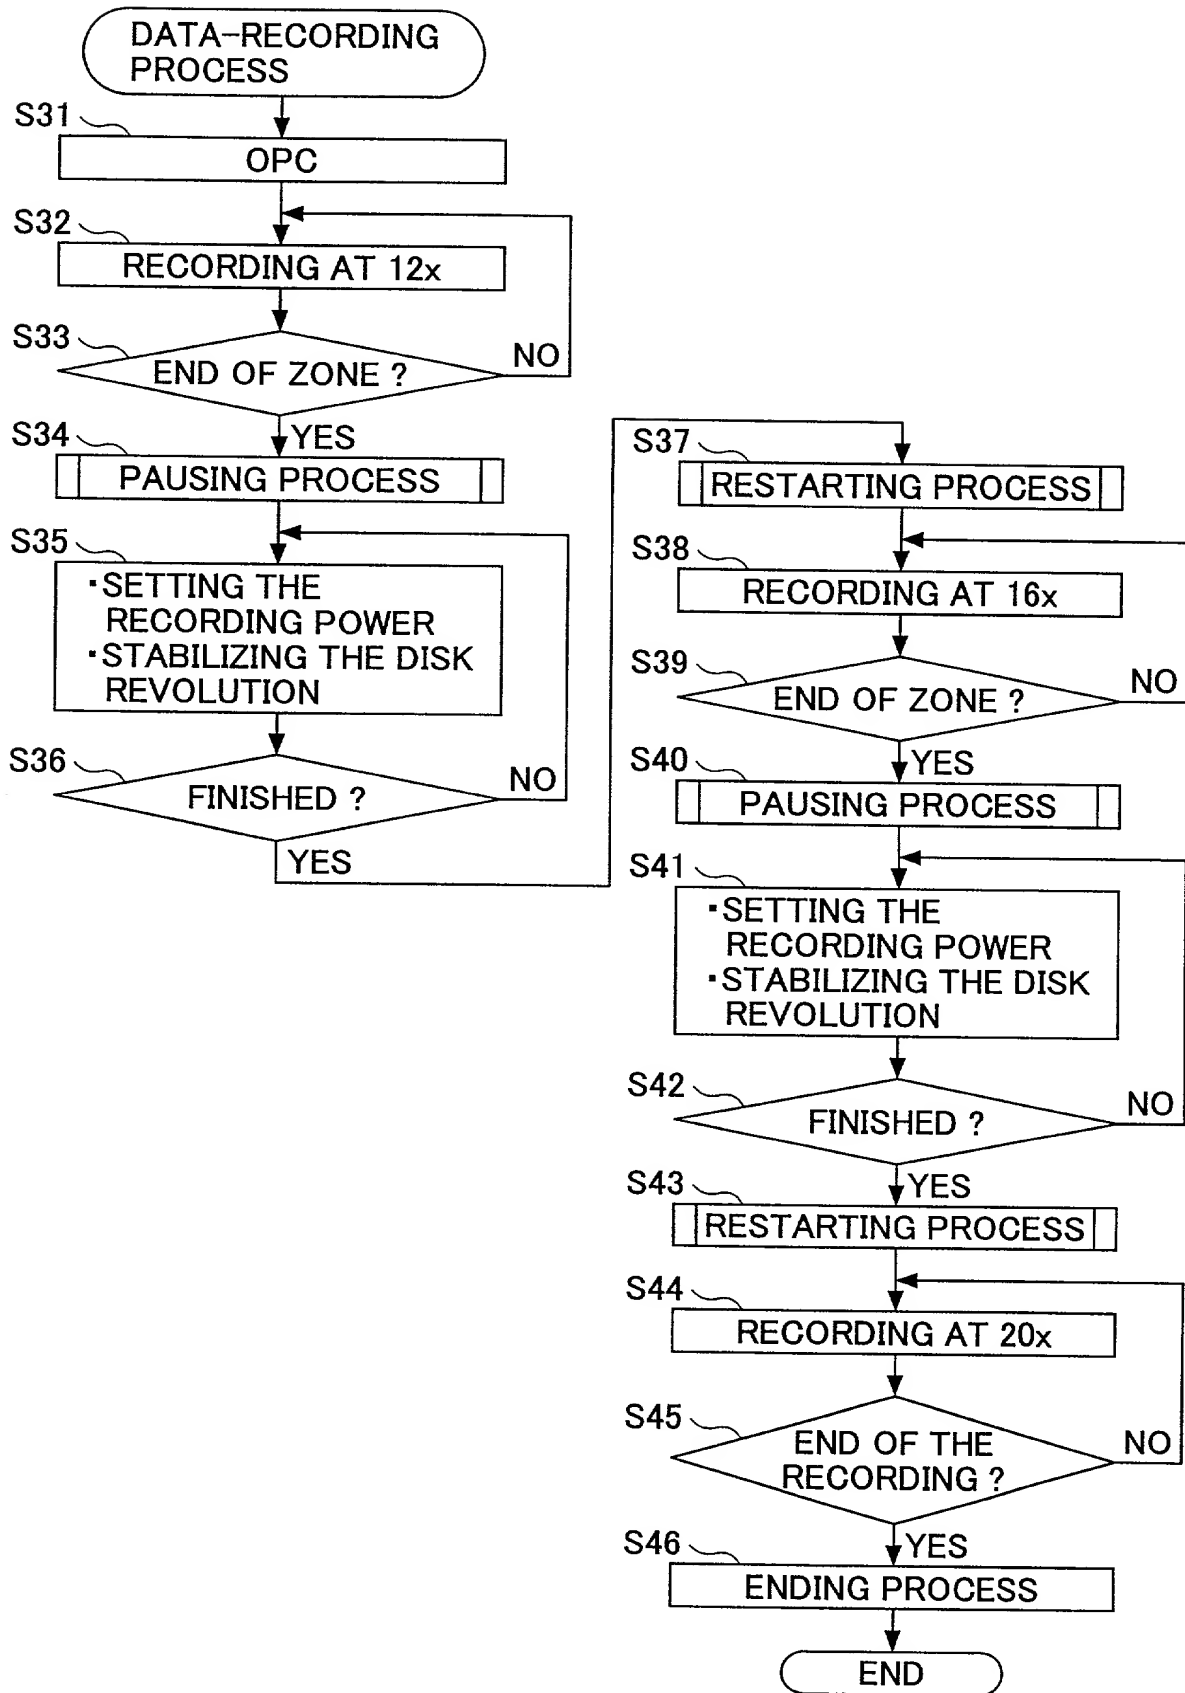 DATA-RECORDING
PROCESS
S31
OPC
S32
RECORDING AT 12x
S33
END OF ZONE ?
NO
YES
S34
PAUSING PROCESS
S35
・SETTING THE
RECORDING POWER
・STABILIZING THE DISK
REVOLUTION
S36
FINISHED ?
NO
YES
S37
RESTARTING PROCESS
S38
RECORDING AT 16x
S39
END OF ZONE ?
NO
YES
S40
PAUSING PROCESS
S41
・SETTING THE
RECORDING POWER
・STABILIZING THE DISK
REVOLUTION
S42
FINISHED ?
NO
YES
S43
RESTARTING PROCESS
S44
RECORDING AT 20x
S45
END OF THE
RECORDING ?
NO
YES
S46
ENDING PROCESS
END